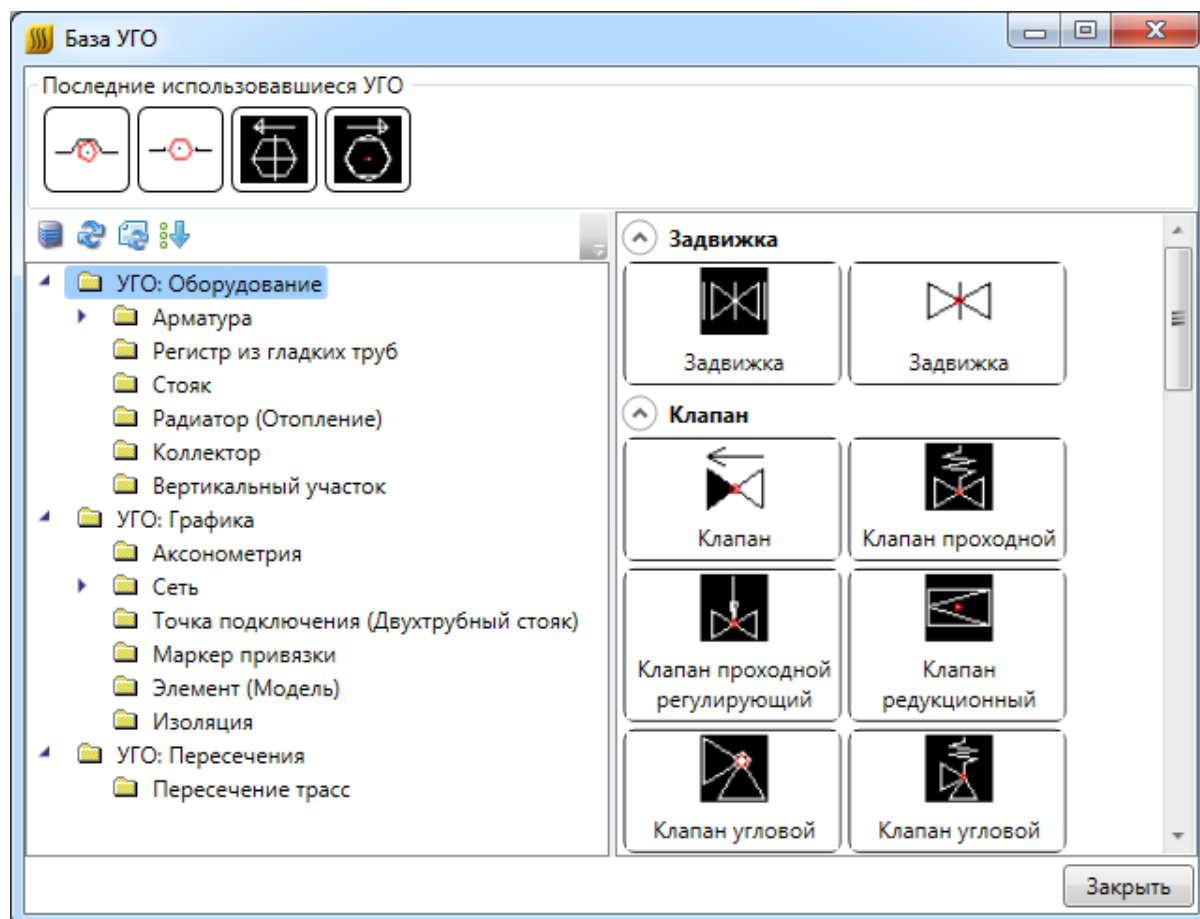 База УГО
Последние использовавшиеся УГО
УГО: Оборудование
Арматура
Регистр из гладких труб
Стояк
Радиатор (Отопление)
Коллектор
Вертикальный участок
УГО: Графика
Аксонометрия
Сеть
Точка подключения (Двухтрубный стояк)
Маркер привязки
Элемент (Модель)
Изоляция
УГО: Пересечения
Пересечение трасс
Задвижка
Задвижка
Задвижка
Клапан
Клапан
Клапан проходной
Клапан проходной
регулирующий
Клапан
редукционный
Клапан угловой
Клапан угловой
Закрыть